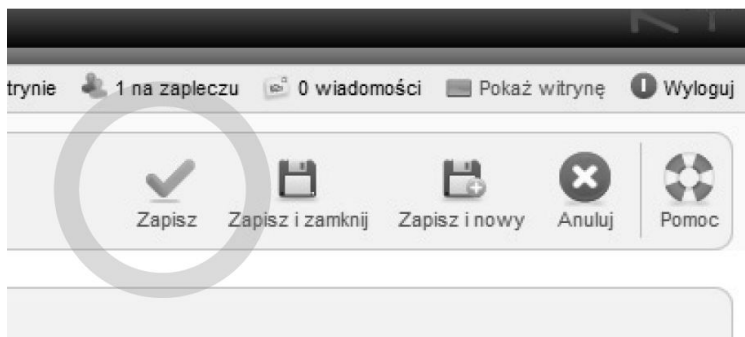 trynie 1 na zapleczu 0 wiadomości Pokaż witrynę Wyloguj
Zapisz Zapisz i zamknij Zapisz i nowy Anuluj Pomoc